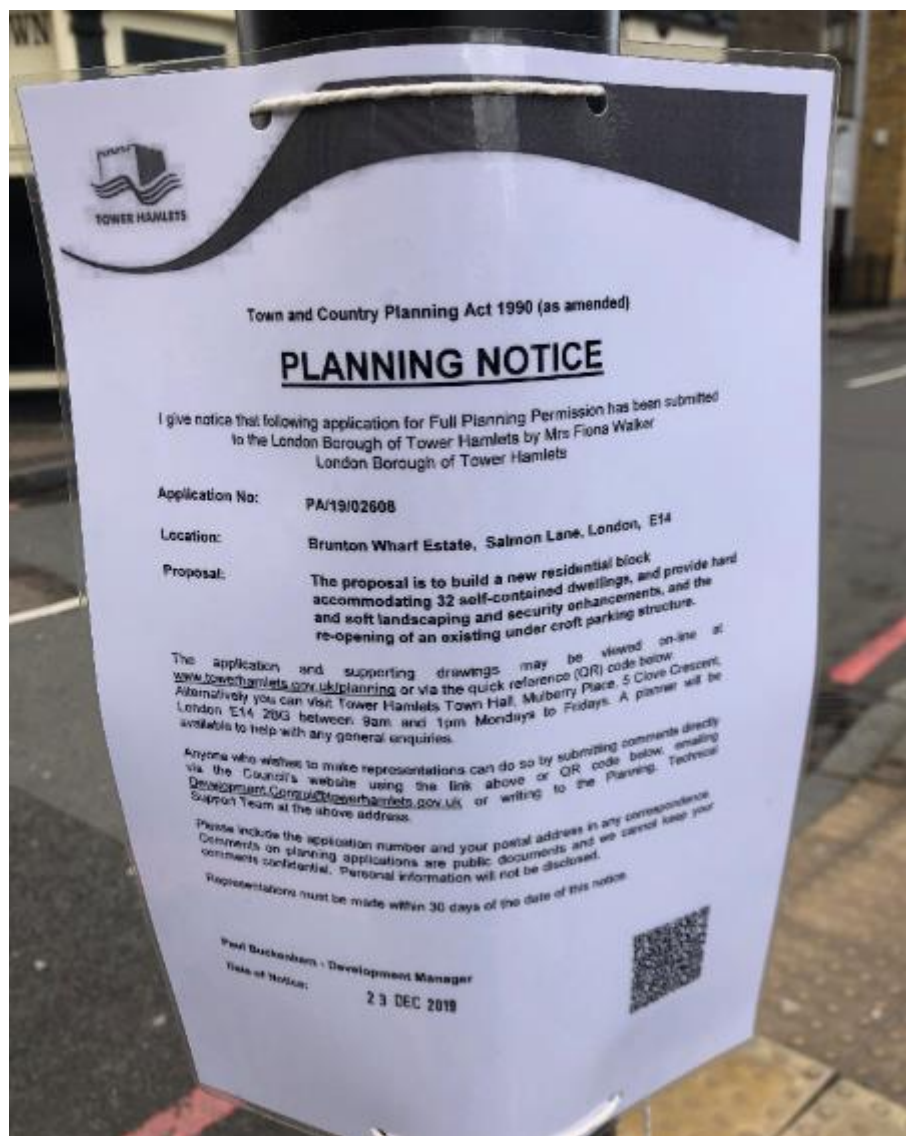 WN
TOWER HAMLETS
Town and Country Planning Act 1990 (as amended)
PLANNING NOTICE
I give notice that following application for Full Planning Permission has been submitted
to the London Borough of Tower Hamlets by Mrs Fiona Walker
London Borough of Tower Hamlets
Application No: PA/19/02608
Location: Brunton Wharf Estate, Salmon Lane, London, E14
Proposal: The proposal is to build a new residential block
accommodating 32 self-contained dwellings, and provide hard
and soft landscaping and security enhancements, and the
re-opening of an existing under croft parking structure.
The application and supporting drawings may be viewed on-line at
www.towerhamlets.gov.uk/planning or via the quick reference (QR) code below.
Alternatively you can visit Tower Hamlets Town Hall, Mulberry Place, 5 Clove Crescent,
London E14 2BG between 9am and 1pm Mondays to Fridays. A planner will be
available to help with any general enquiries.
Anyone who wishes to make representations can do so by submitting comments directly
via the Council's website using the link above or QR code below, emailing
Development.Control@towerhamlets.gov.uk or writing to the Planning, Technical
Support Team at the above address.
Please include the application number and your postal address in any correspondence.
Comments on planning applications are public documents and we cannot keep your
comments confidential. Personal information will not be disclosed.
Representations must be made within 30 days of the date of this notice
Paul Buckenham - Development Manager
Date of Notice: 23 DEC 2019